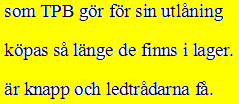 som TPB gör för sin utlåning
köpas så länge de finns i lager.
är knapp och ledtrådarna få.